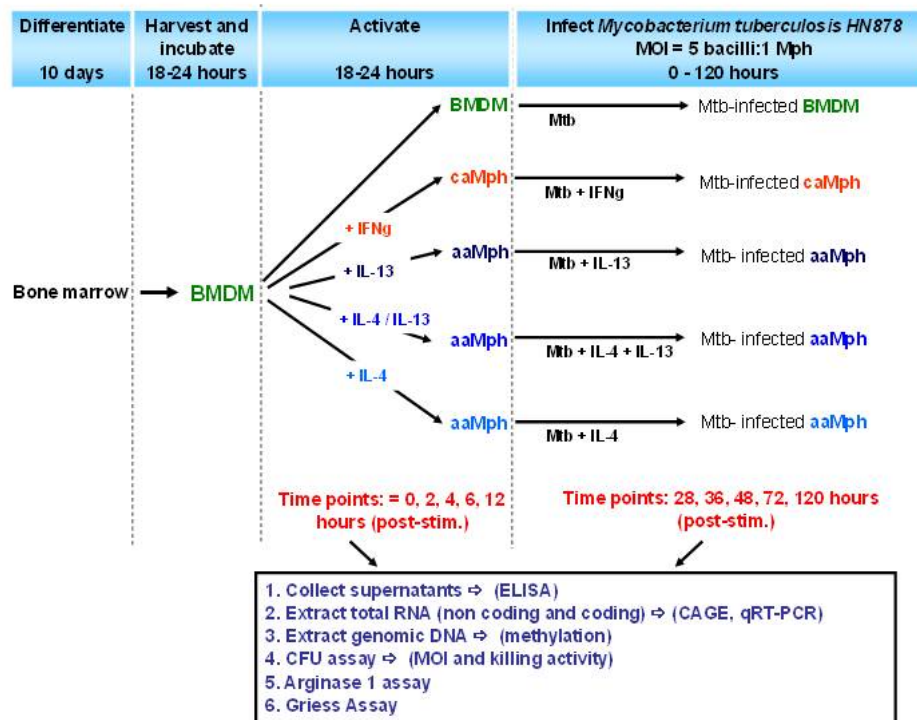 Differentiate
10 days
Harvest and
incubate
18-24 hours
Activate
18-24 hours
Infect Mycobacterium tuberculosis HN878
MOI = 5 bacilli:1 Mph
0 - 120 hours
BMDM
Mtb
Mtb-infected BMDM
caMph
Mtb + IFNg
Mtb-infected caMph
+ IFNg
aaMph
Mtb + IL-13
Mtb- infected aaMph
+ IL-13
Bone marrow
BMDM
+ IL-4 / IL-13
aaMph
Mtb + IL-4 + IL-13
Mtb- infected aaMph
+ IL-4
aaMph
Mtb + IL-4
Mtb- infected aaMph
Time points: = 0, 2, 4, 6, 12
hours (post-stim.)
Time points: 28, 36, 48, 72, 120 hours
(post-stim.)
1. Collect supernatants ⇨ (ELISA)
2. Extract total RNA (non coding and coding) ⇨ (CAGE, qRT-PCR)
3. Extract genomic DNA ⇨ (methylation)
4. CFU assay ⇨ (MOI and killing activity)
5. Arginase 1 assay
6. Griess Assay